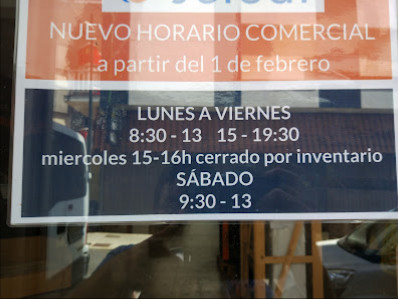 NUEVO HORARIO COMERCIAL
a partir del 1 de febrero
LUNES A VIERNES
8:30 - 13   15 - 19:30
miercoles 15-16h cerrado por inventario
SÁBADO
9:30 - 13